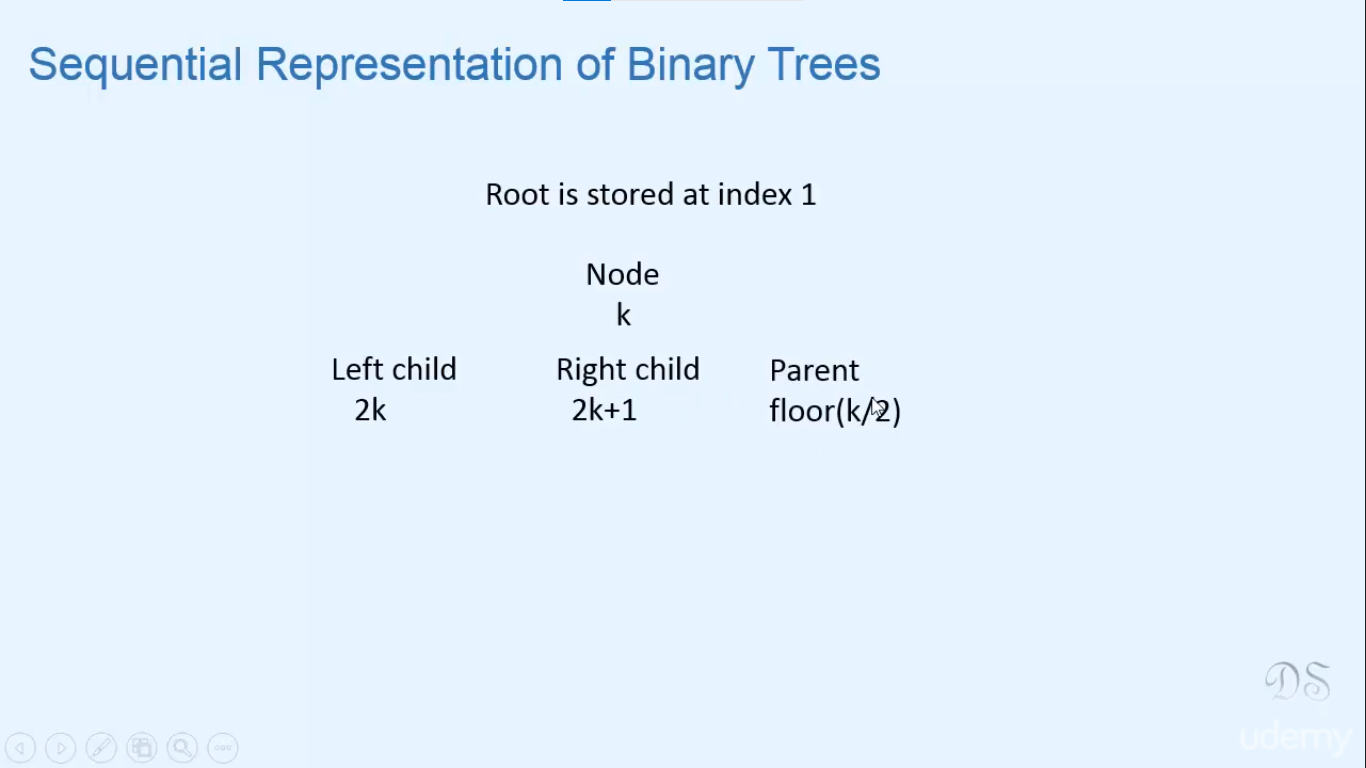 Sequential Representation of Binary Trees
Root is stored at index 1
Node
k
Left child Right child Parent
2k 2k+1 floor(k/2)
DS
udemy